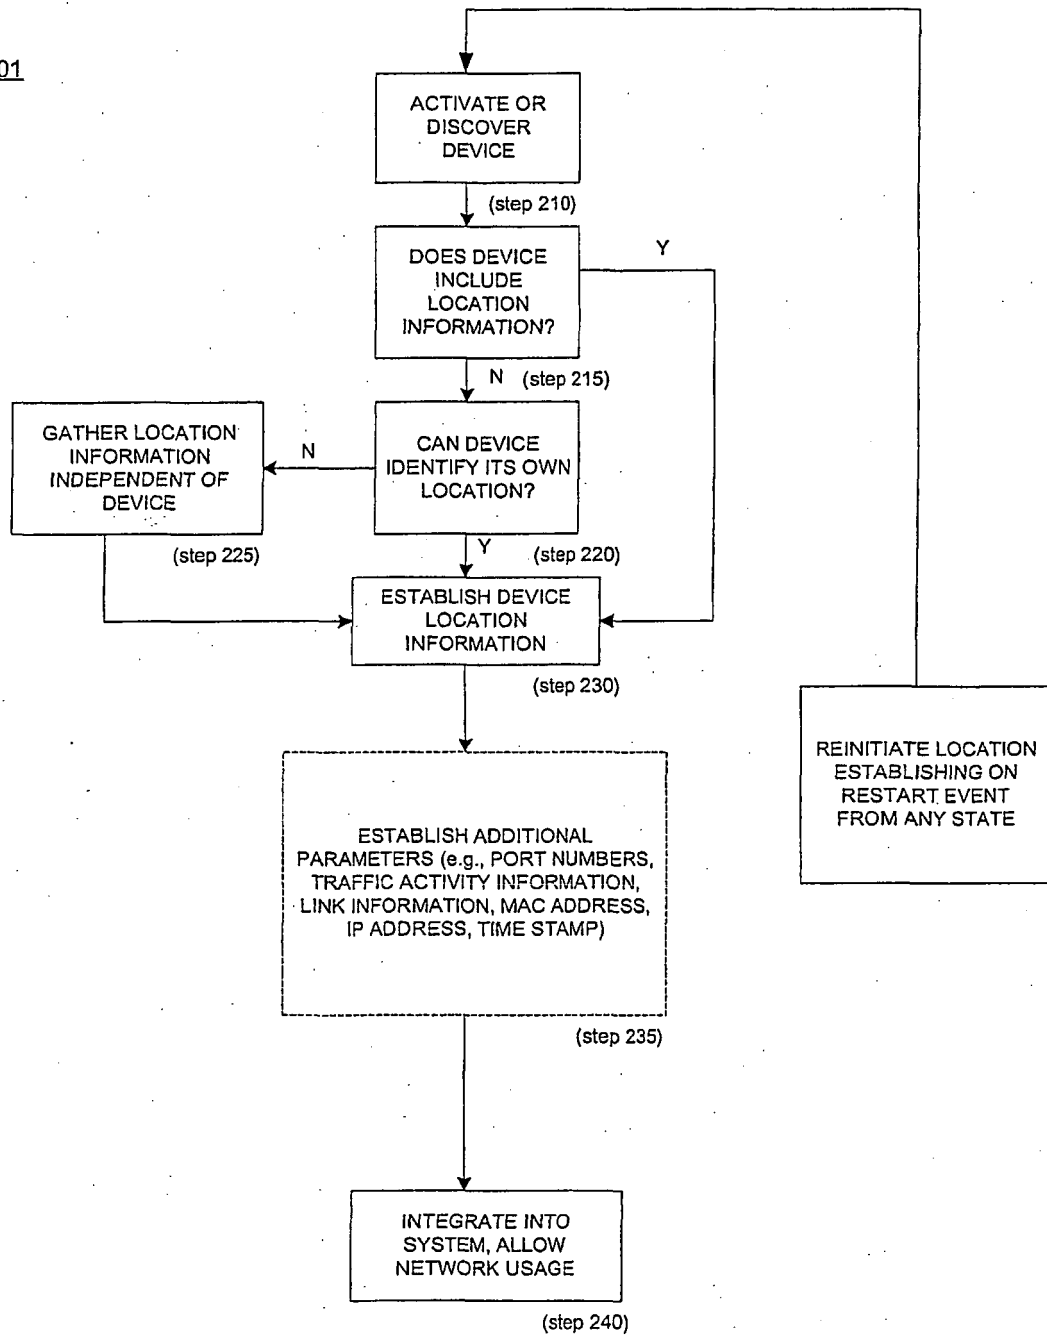 01
ACTIVATE OR
DISCOVER
DEVICE
(step 210)
DOES DEVICE
INCLUDE
LOCATION
INFORMATION?
Y
N
(step 215)
GATHER LOCATION
INFORMATION
INDEPENDENT OF
DEVICE
N
CAN DEVICE
IDENTIFY ITS OWN
LOCATION?
(step 225)
Y
(step 220)
ESTABLISH DEVICE
LOCATION
INFORMATION
(step 230)
REINITIATE LOCATION
ESTABLISHING ON
RESTART EVENT
FROM ANY STATE
ESTABLISH ADDITIONAL
PARAMETERS (e.g., PORT NUMBERS,
TRAFFIC ACTIVITY INFORMATION,
LINK INFORMATION, MAC ADDRESS,
IP ADDRESS, TIME STAMP)
(step 235)
INTEGRATE INTO
SYSTEM, ALLOW
NETWORK USAGE
(step 240)